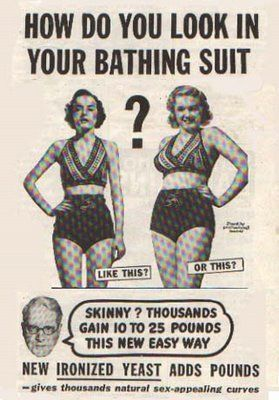 HOW DO YOU LOOK IN
YOUR BATHING SUIT
?
LIKE THIS?
OR THIS?
SKINNY? THOUSANDS
GAIN 10 TO 25 POUNDS
THIS NEW EASY WAY
NEW IRONIZED YEAST ADDS POUNDS
—gives thousands natural sex-appealing curves